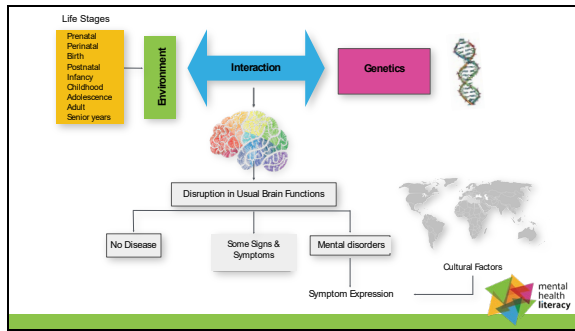 Life Stages
Prenatal
Perinatal
Birth
Postnatal
Infancy
Childhood
Adolescence
Adult
Senior years
Environment
Interaction
Genetics
Disruption in Usual Brain Functions
No Disease
Some Signs &
Symptoms
Mental disorders
Cultural Factors
Symptom Expression
mental
health
literacy